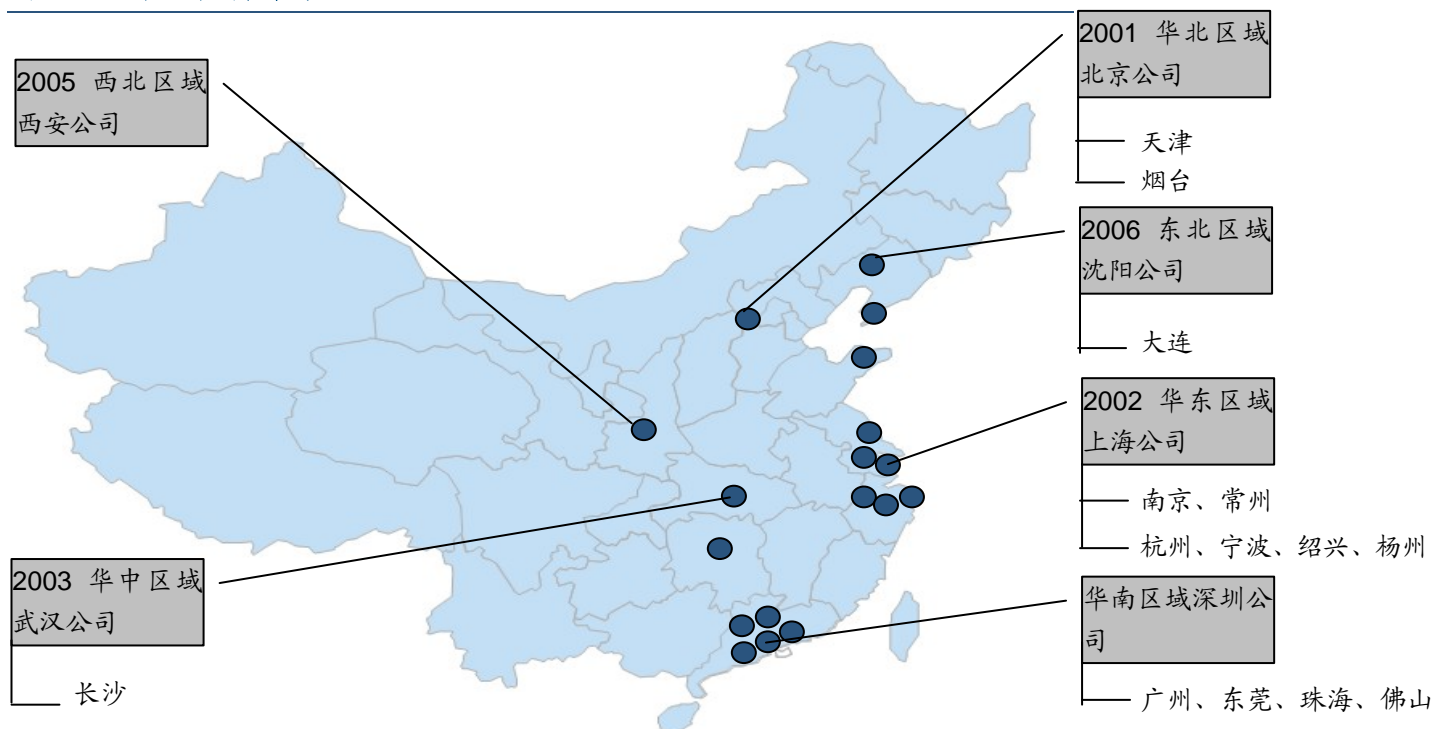 2005 西北区域
西安公司
2001 华北区域
北京公司
天津
烟台
2006 东北区域
沈阳公司
大连
2002 华东区域
上海公司
南京、常州
杭州、宁波、绍兴、杨州
2003 华中区域
武汉公司
长沙
华南区域深圳公
司
广州、东莞、珠海、佛山